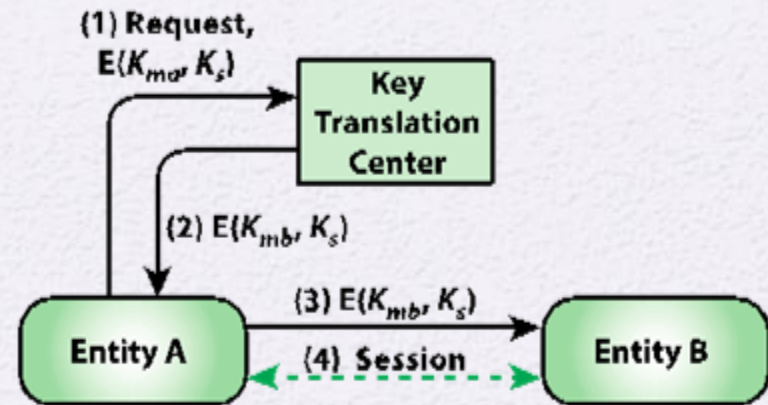 (1) Request,
E(Kma, Ks)
Key
Translation
Center
(2) E(Kmb, Ks)
(3) E(Kmb, Ks)
Entity A
(4) Session
Entity B